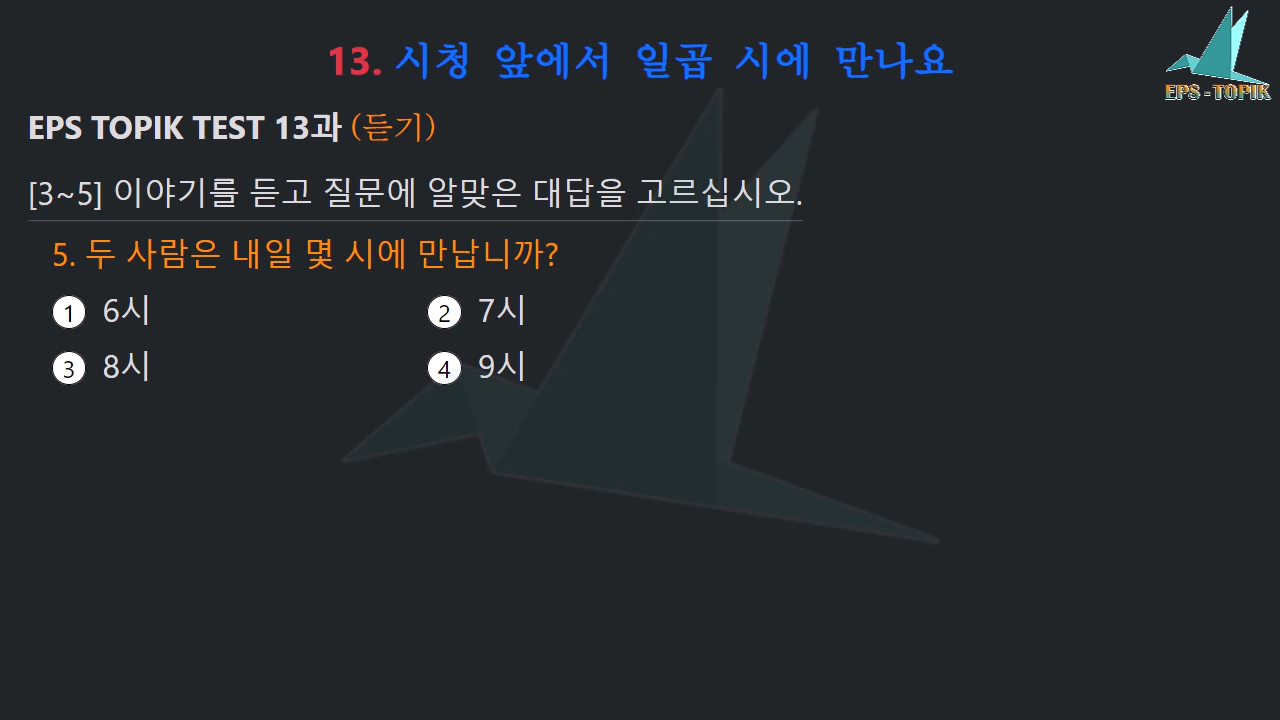 13. 시청 앞에서 일곱 시에 만나요
EPS - TOPIK
EPS TOPIK TEST 13과 (듣기)
[3~5] 이야기를 듣고 질문에 알맞은 대답을 고르십시오.
5. 두 사람은 내일 몇 시에 만납니까?
① 6시 ② 7시
③ 8시 ④ 9시